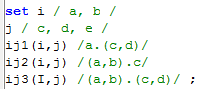 set i / a, b /
j / c, d, e /
ij1(i,j) /a.(c,d)/
ij2(i,j) /(a,b).c/
ij3(I,j) /(a,b).(c,d)/ ;